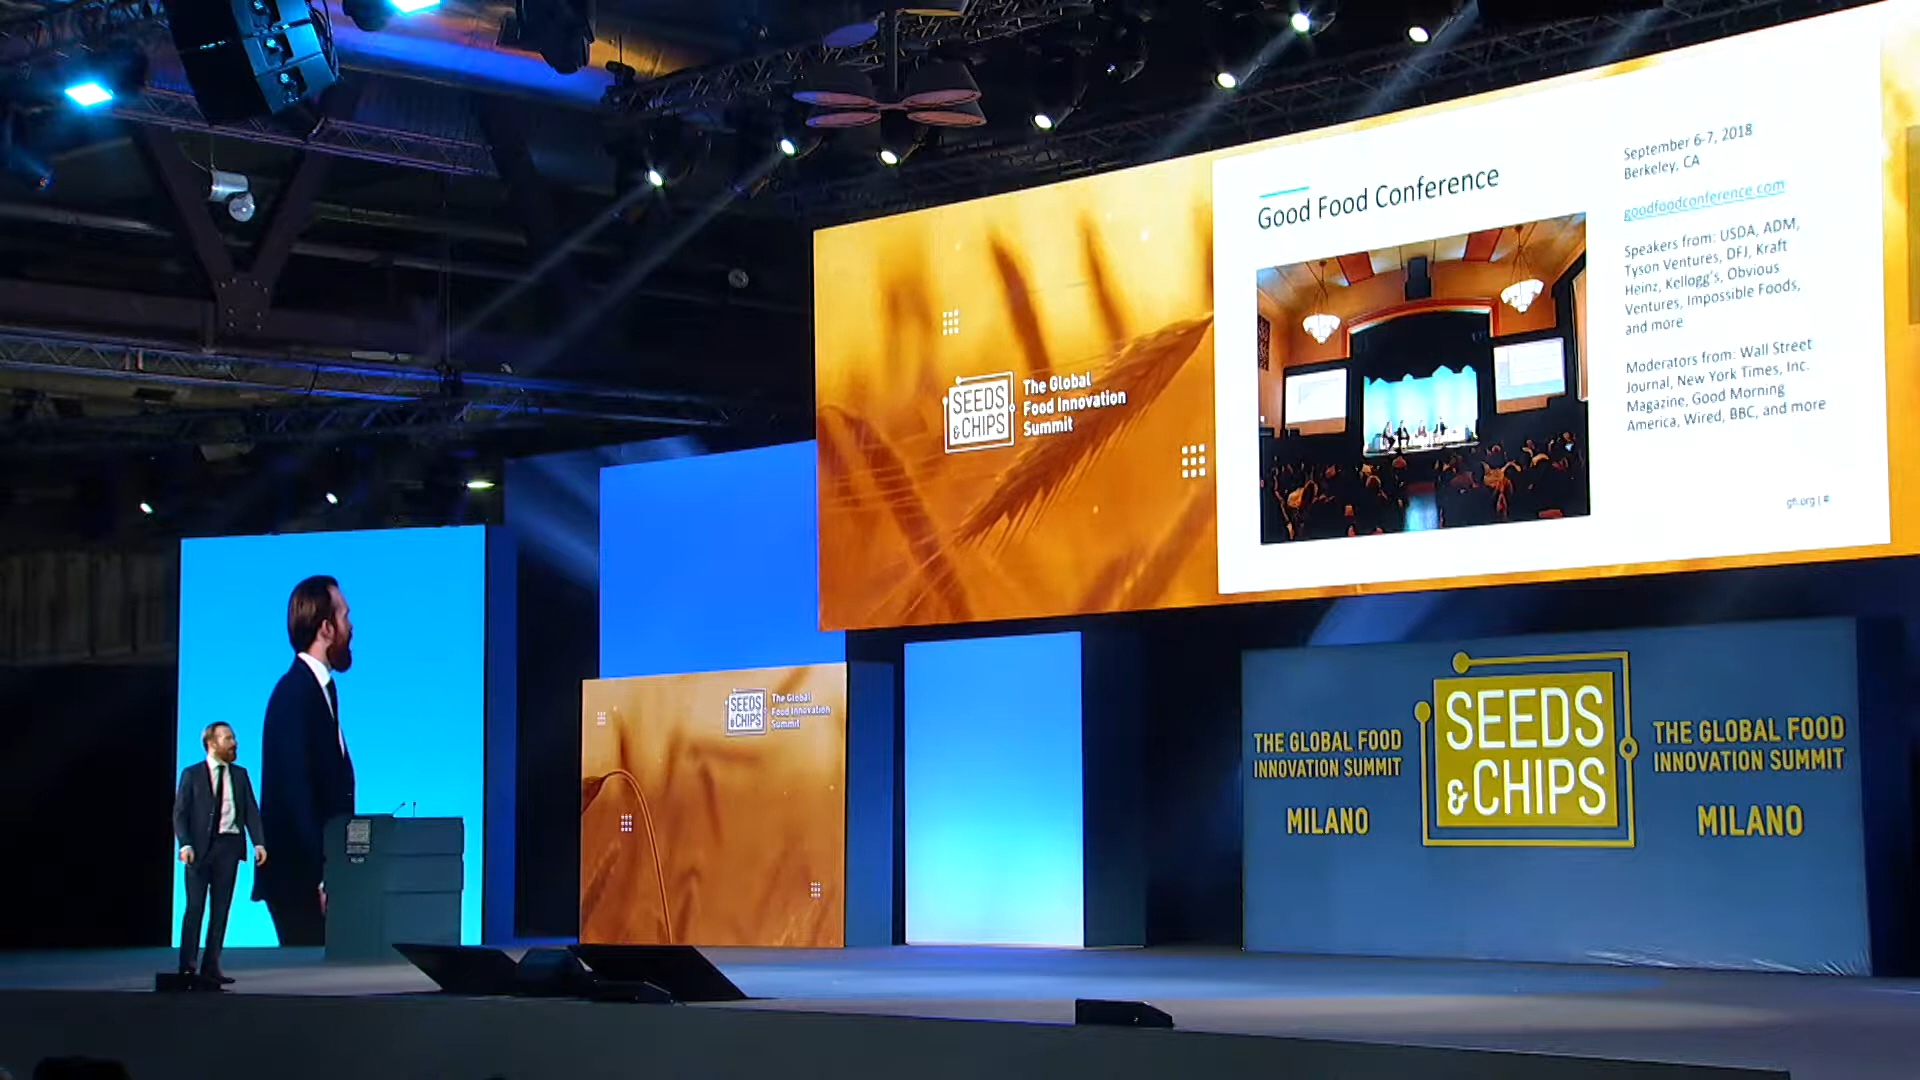 Good Food Conference
September 6-7, 2018
Berkeley, CA
goodfoodconference.com
Speakers from: USDA, ADM,
Tyson Ventures, DFJ, Kraft
Heinz, Kellogg's, Obvious
Ventures, Impossible Foods,
and more
Moderators from: Wall Street
Journal, New York Times, Inc.
Magazine, Good Morning
America, Wired, BBC, and more
gfi.org | #
SEEDS
& CHIPS
The Global
Food Innovation
Summit
SEEDS
& CHIPS
The Global
Food Innovation
Summit
THE GLOBAL FOOD
INNOVATION SUMMIT
MILANO
SEEDS
& CHIPS
THE GLOBAL FOOD
INNOVATION SUMMIT
MILANO